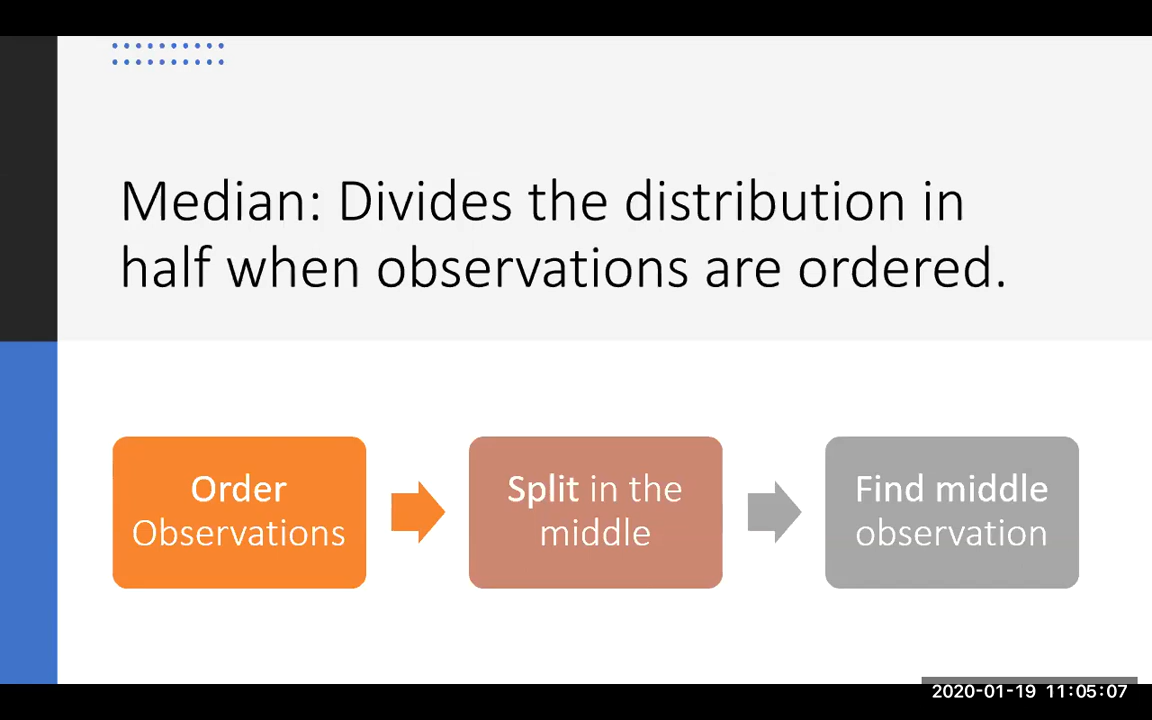 Median: Divides the distribution in
half when observations are ordered.
Order
Observations
Split in the
middle
Find middle
observation
2020-01-19 11:05:07